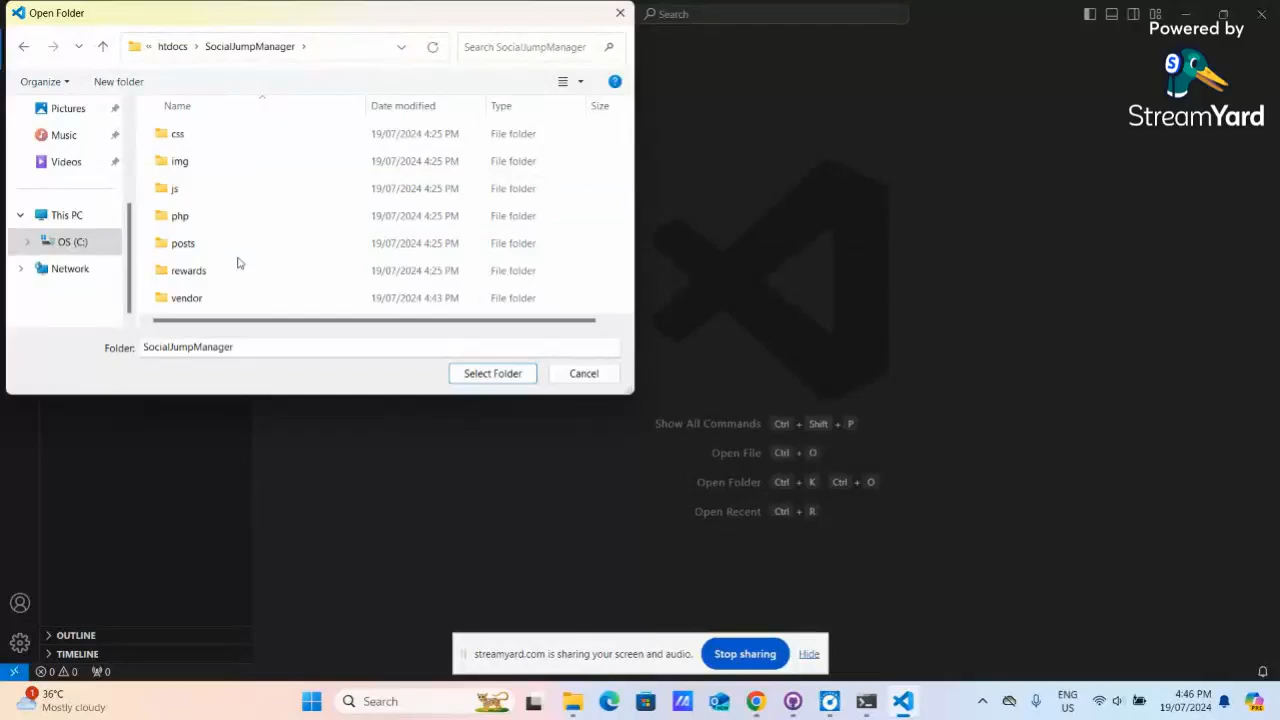 Open Folder
Search
Powered by
StreamYard
« htdocs › SocialJumpManager ›
Search SocialJumpManager
Organize
New folder
Name Date modified Type Size
Pictures
Music
Videos
This PC
OS (C:)
Network
css 19/07/2024 4:25 PM File folder
img 19/07/2024 4:25 PM File folder
js 19/07/2024 4:25 PM File folder
php 19/07/2024 4:25 PM File folder
posts 19/07/2024 4:25 PM File folder
rewards 19/07/2024 4:25 PM File folder
vendor 19/07/2024 4:43 PM File folder
Folder: SocialJumpManager
Select Folder Cancel
Show All Commands Ctrl + Shift + P
Open File Ctrl + O
Open Folder Ctrl + K Ctrl + O
Open Recent Ctrl + R
OUTLINE
TIMELINE
0 0 0
streamyard.com is sharing your screen and audio. Stop sharing Hide
1
36°C
Mostly cloudy
Search
ENG
US
4:46 PM
19/07/2024